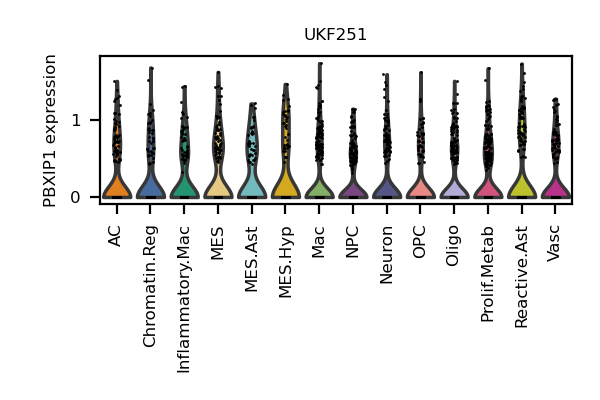 UKF251
PBXIP1 expression
1
0
AC
Chromatin.Reg
Inflammatory.Mac
MES
MES.Ast
MES.Hyp
Mac
NPC
Neuron
OPC
Oligo
Prolif.Metab
Reactive.Ast
Vasc